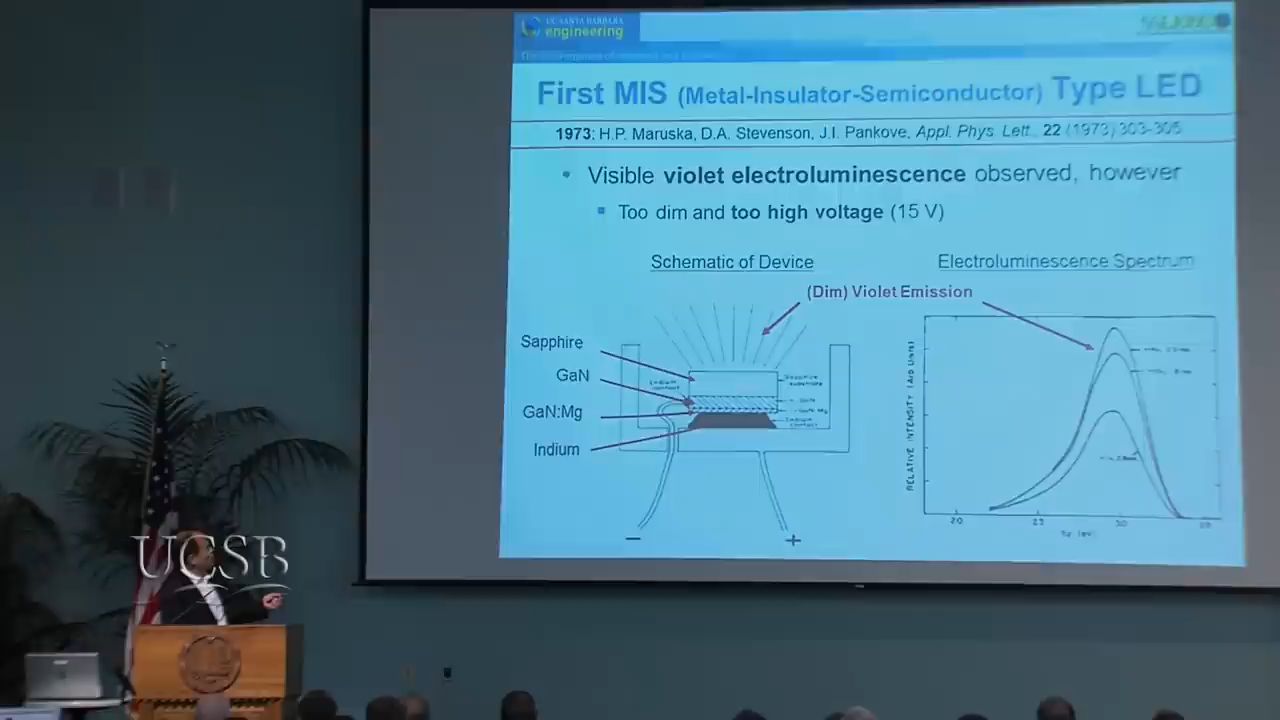 UC SANTA BARBARA
engineering
First MIS (Metal-Insulator-Semiconductor) Type LED
1973: H.P. Maruska, D.A. Stevenson, J.I. Pankove, Appl. Phys. Lett. 22 (1973) 303-305
• Visible violet electroluminescence observed, however
▪ Too dim and too high voltage (15 V)
Schematic of Device
Electroluminescence Spectrum
(Dim) Violet Emission
Sapphire
GaN
GaN:Mg
Indium
RELATIVE INTENSITY (Arb Units)
− +
UCSB